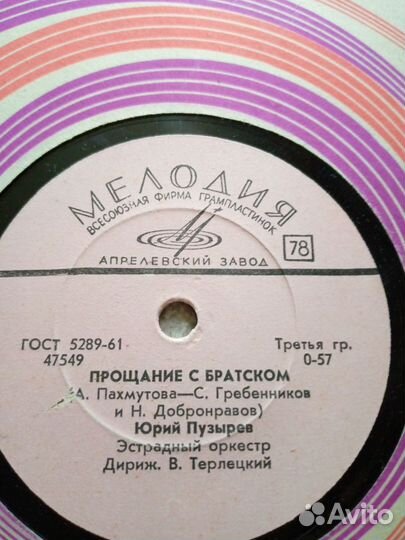 МЕЛОДИЯ
ВСЕСОЮЗНАЯ ФИРМА ГРАМПЛАСТИНОК
78
АПРЕЛЕВСКИЙ ЗАВОД
ГОСТ 5289-61
Третья гр.
47549
0-57
ПРОЩАНИЕ С БРАТСКОМ
(А. Пахмутова—С. Гребенников
и Н. Добронравов)
Юрий Пузырев
Эстрадный оркестр
Дириж. В. Терлецкий
Avito